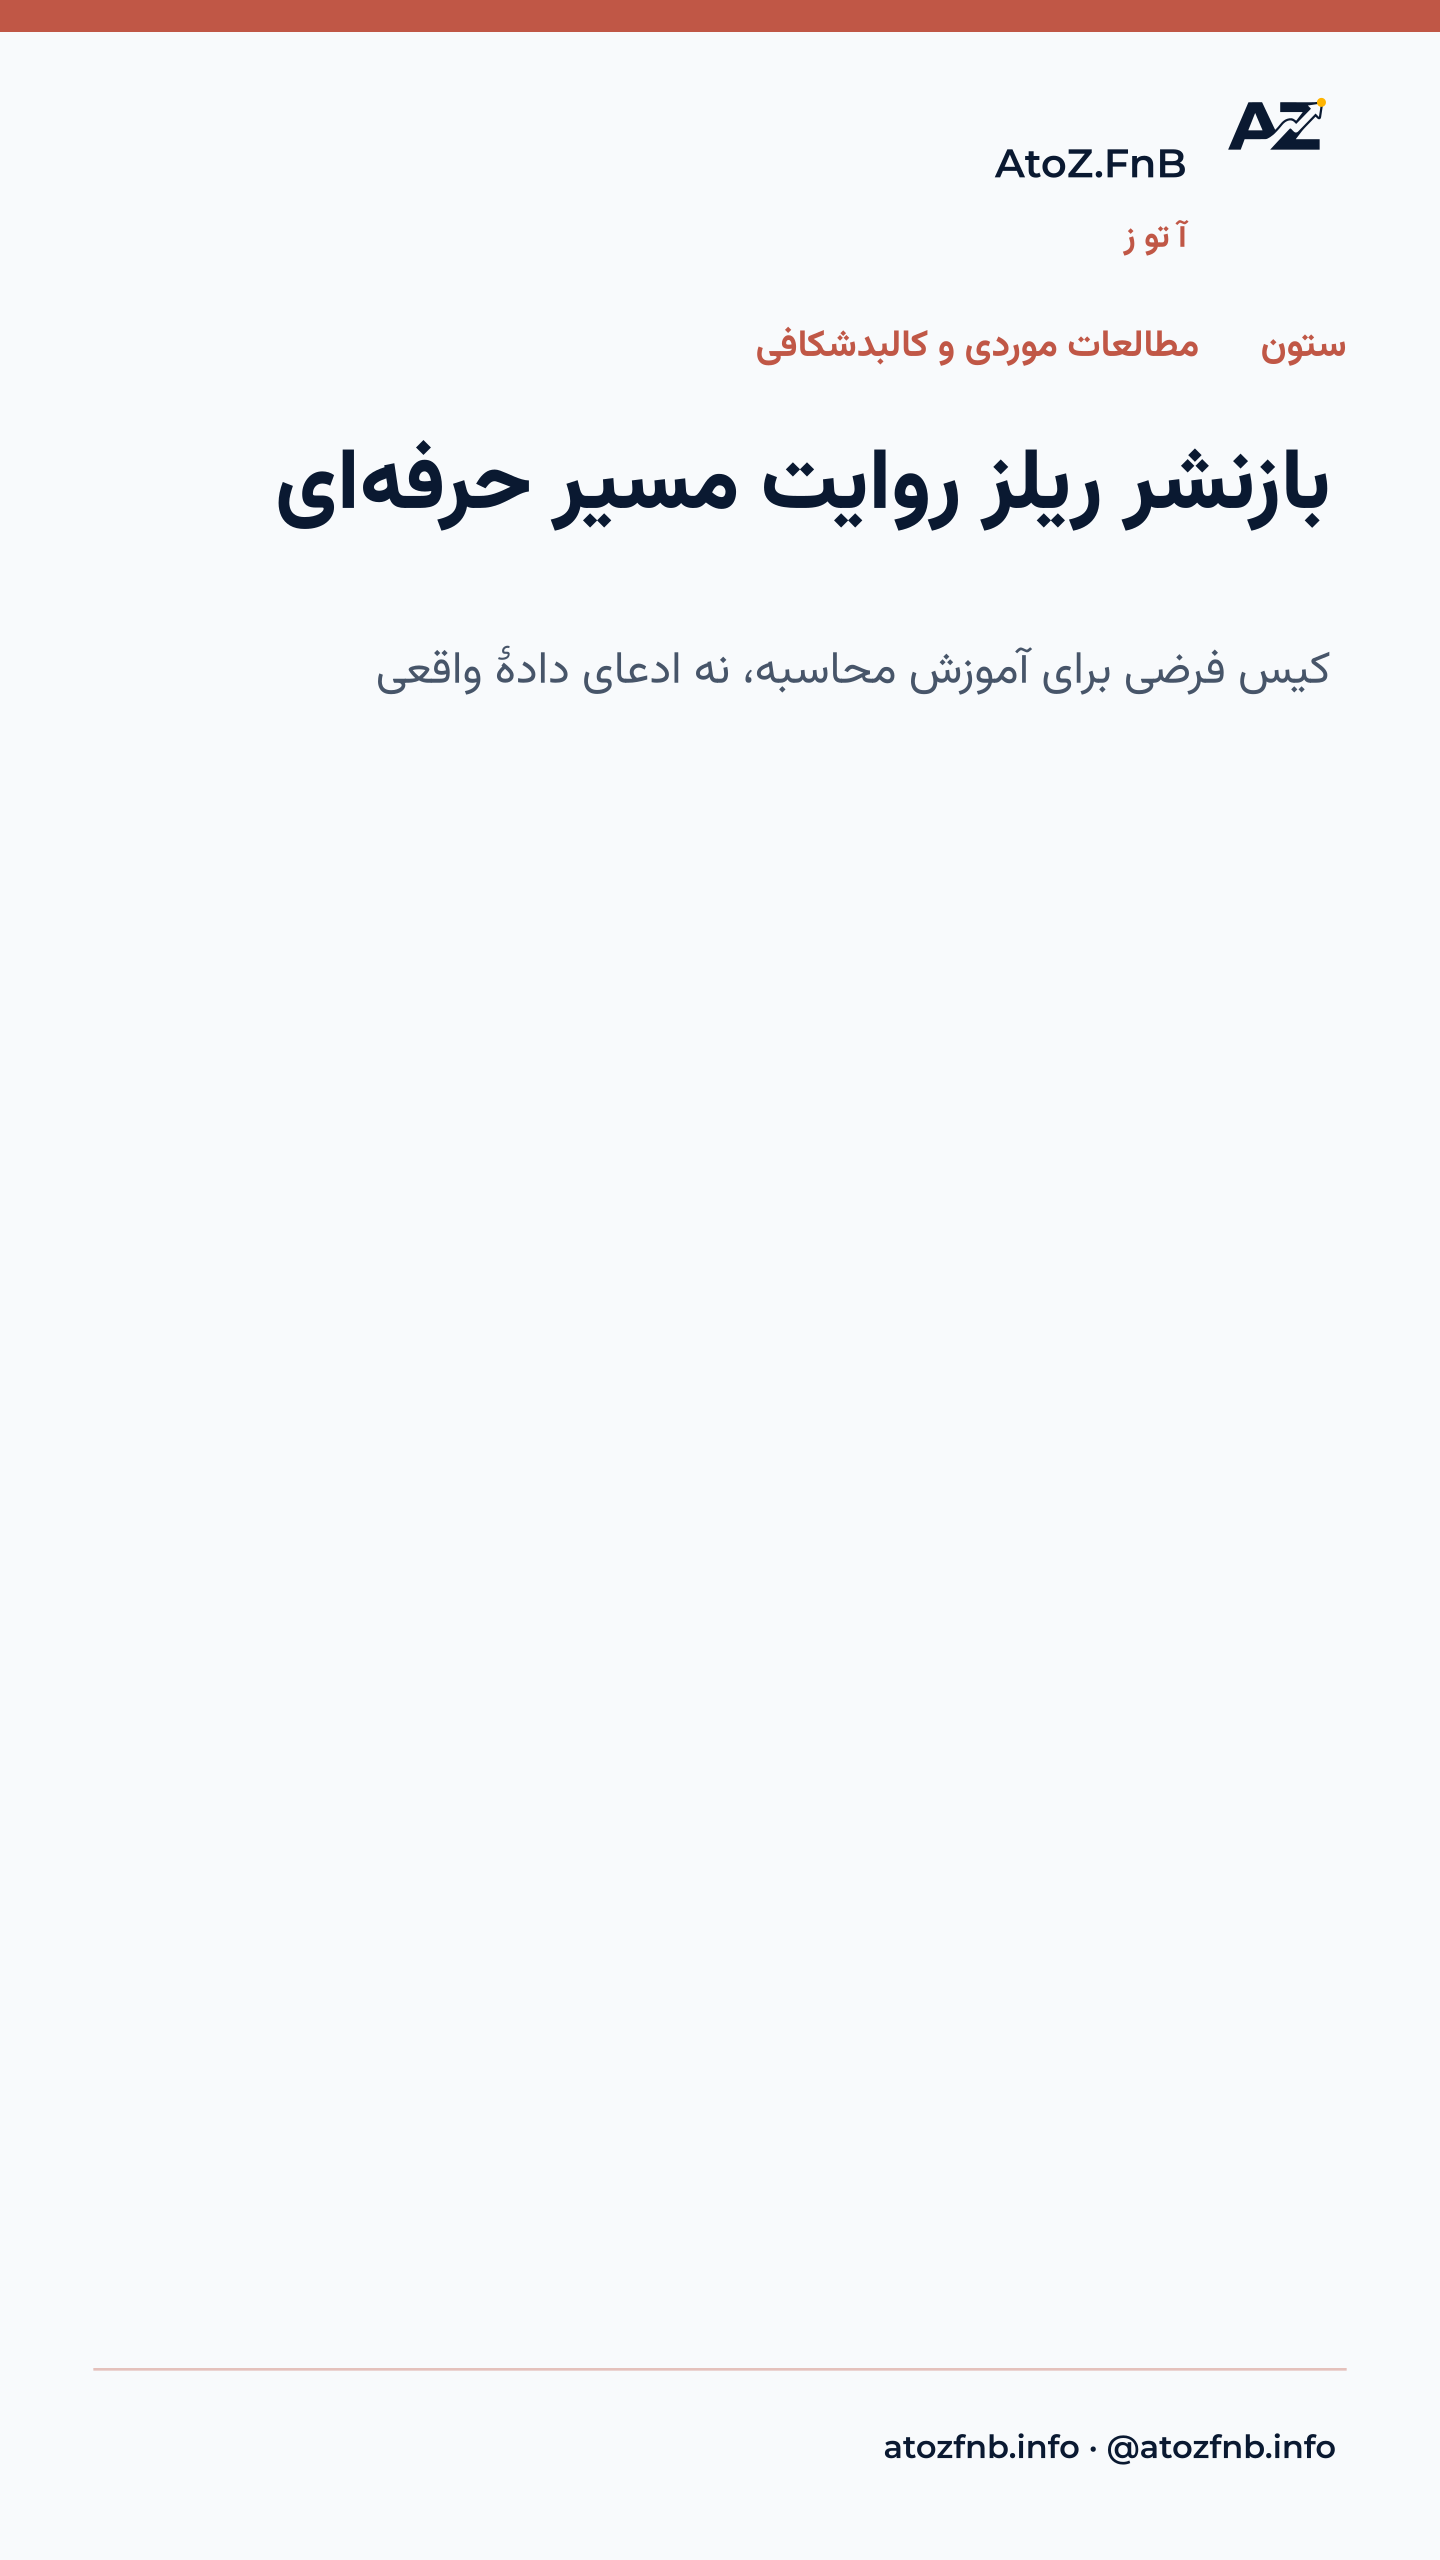 AZ
AtoZ.FnB
آ تو ز
ستون مطالعات موردی و کالبدشکافی
بازنشر ریلز روایت مسیر حرفه‌ای
کیس فرضی برای آموزش محاسبه، نه ادعای دادهٔ واقعی
atozfnb.info · @atozfnb.info